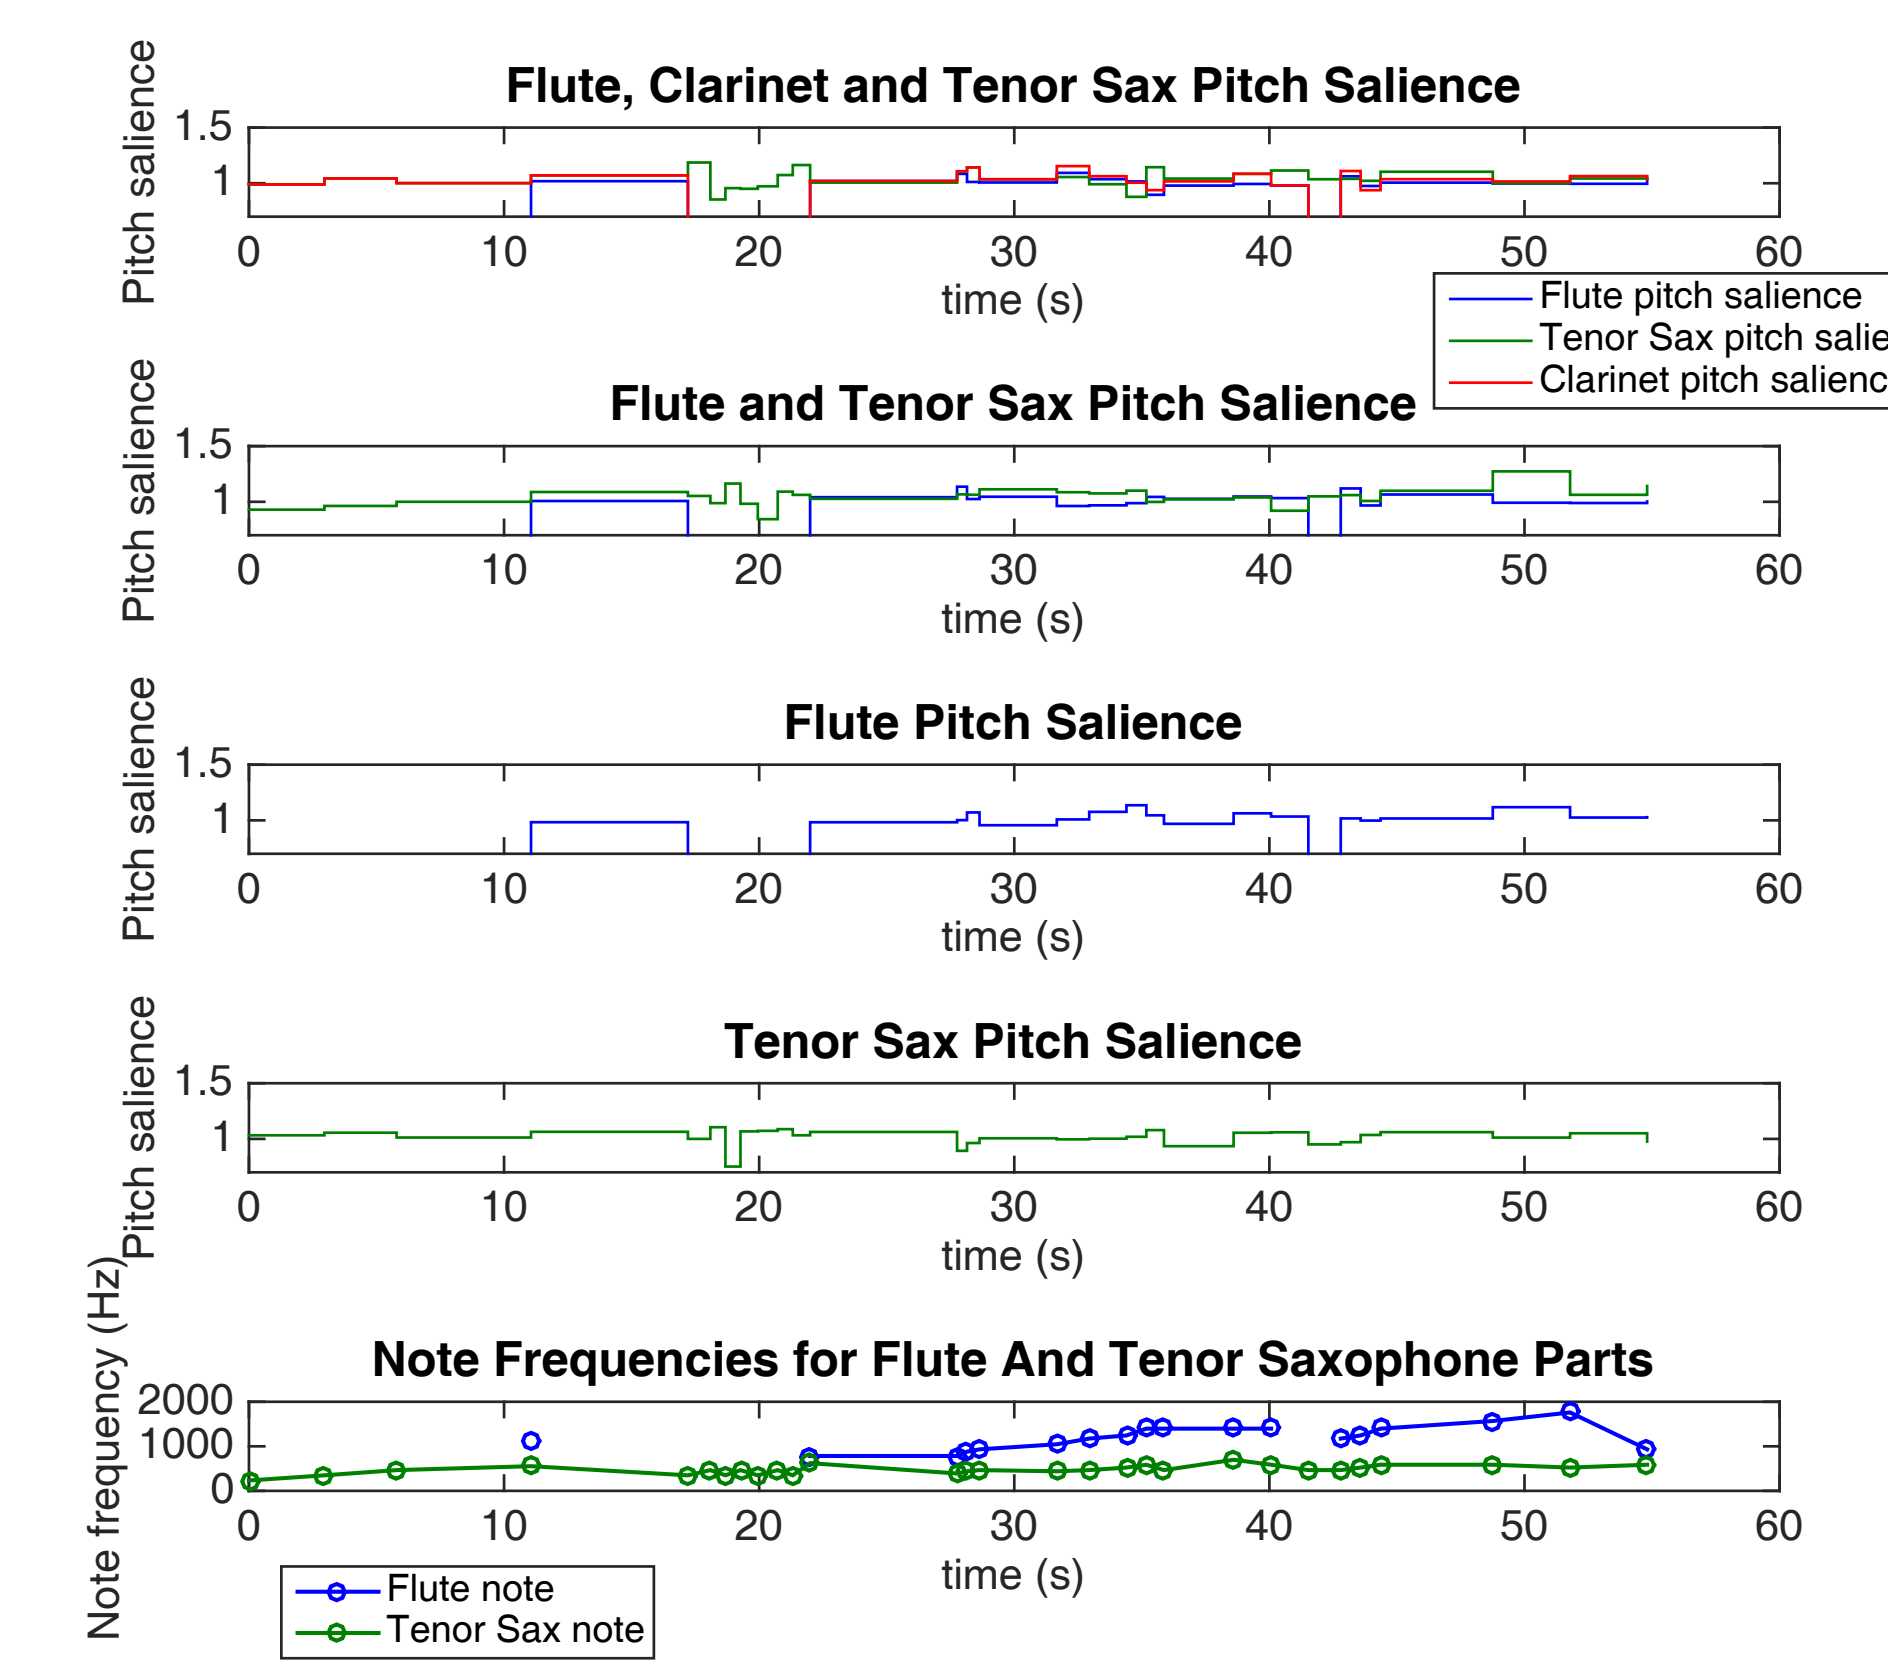 Flute, Clarinet and Tenor Sax Pitch Salience
Pitch salience
1.5
1
0 10 20 30 40 50 60
time (s)
Flute pitch salience
Tenor Sax pitch salie
Clarinet pitch salienc
Flute and Tenor Sax Pitch Salience
Pitch salience
1.5
1
0 10 20 30 40 50 60
time (s)
Flute Pitch Salience
Pitch salience
1.5
1
0 10 20 30 40 50 60
time (s)
Tenor Sax Pitch Salience
Pitch salience
1.5
1
0 10 20 30 40 50 60
time (s)
Note Frequencies for Flute And Tenor Saxophone Parts
Note frequency (Hz)
2000
1000
0
0 10 20 30 40 50 60
time (s)
Flute note
Tenor Sax note